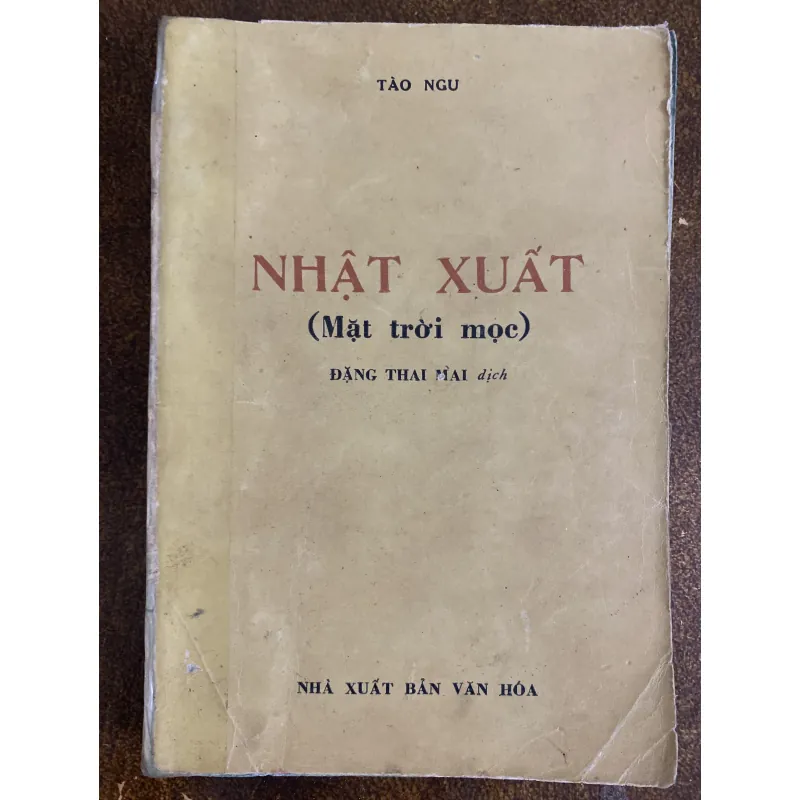 TÀO NGU
NHẬT XUẤT
(Mặt trời mọc)
ĐẶNG THAI MAI dịch
NHÀ XUẤT BẢN VĂN HÓA